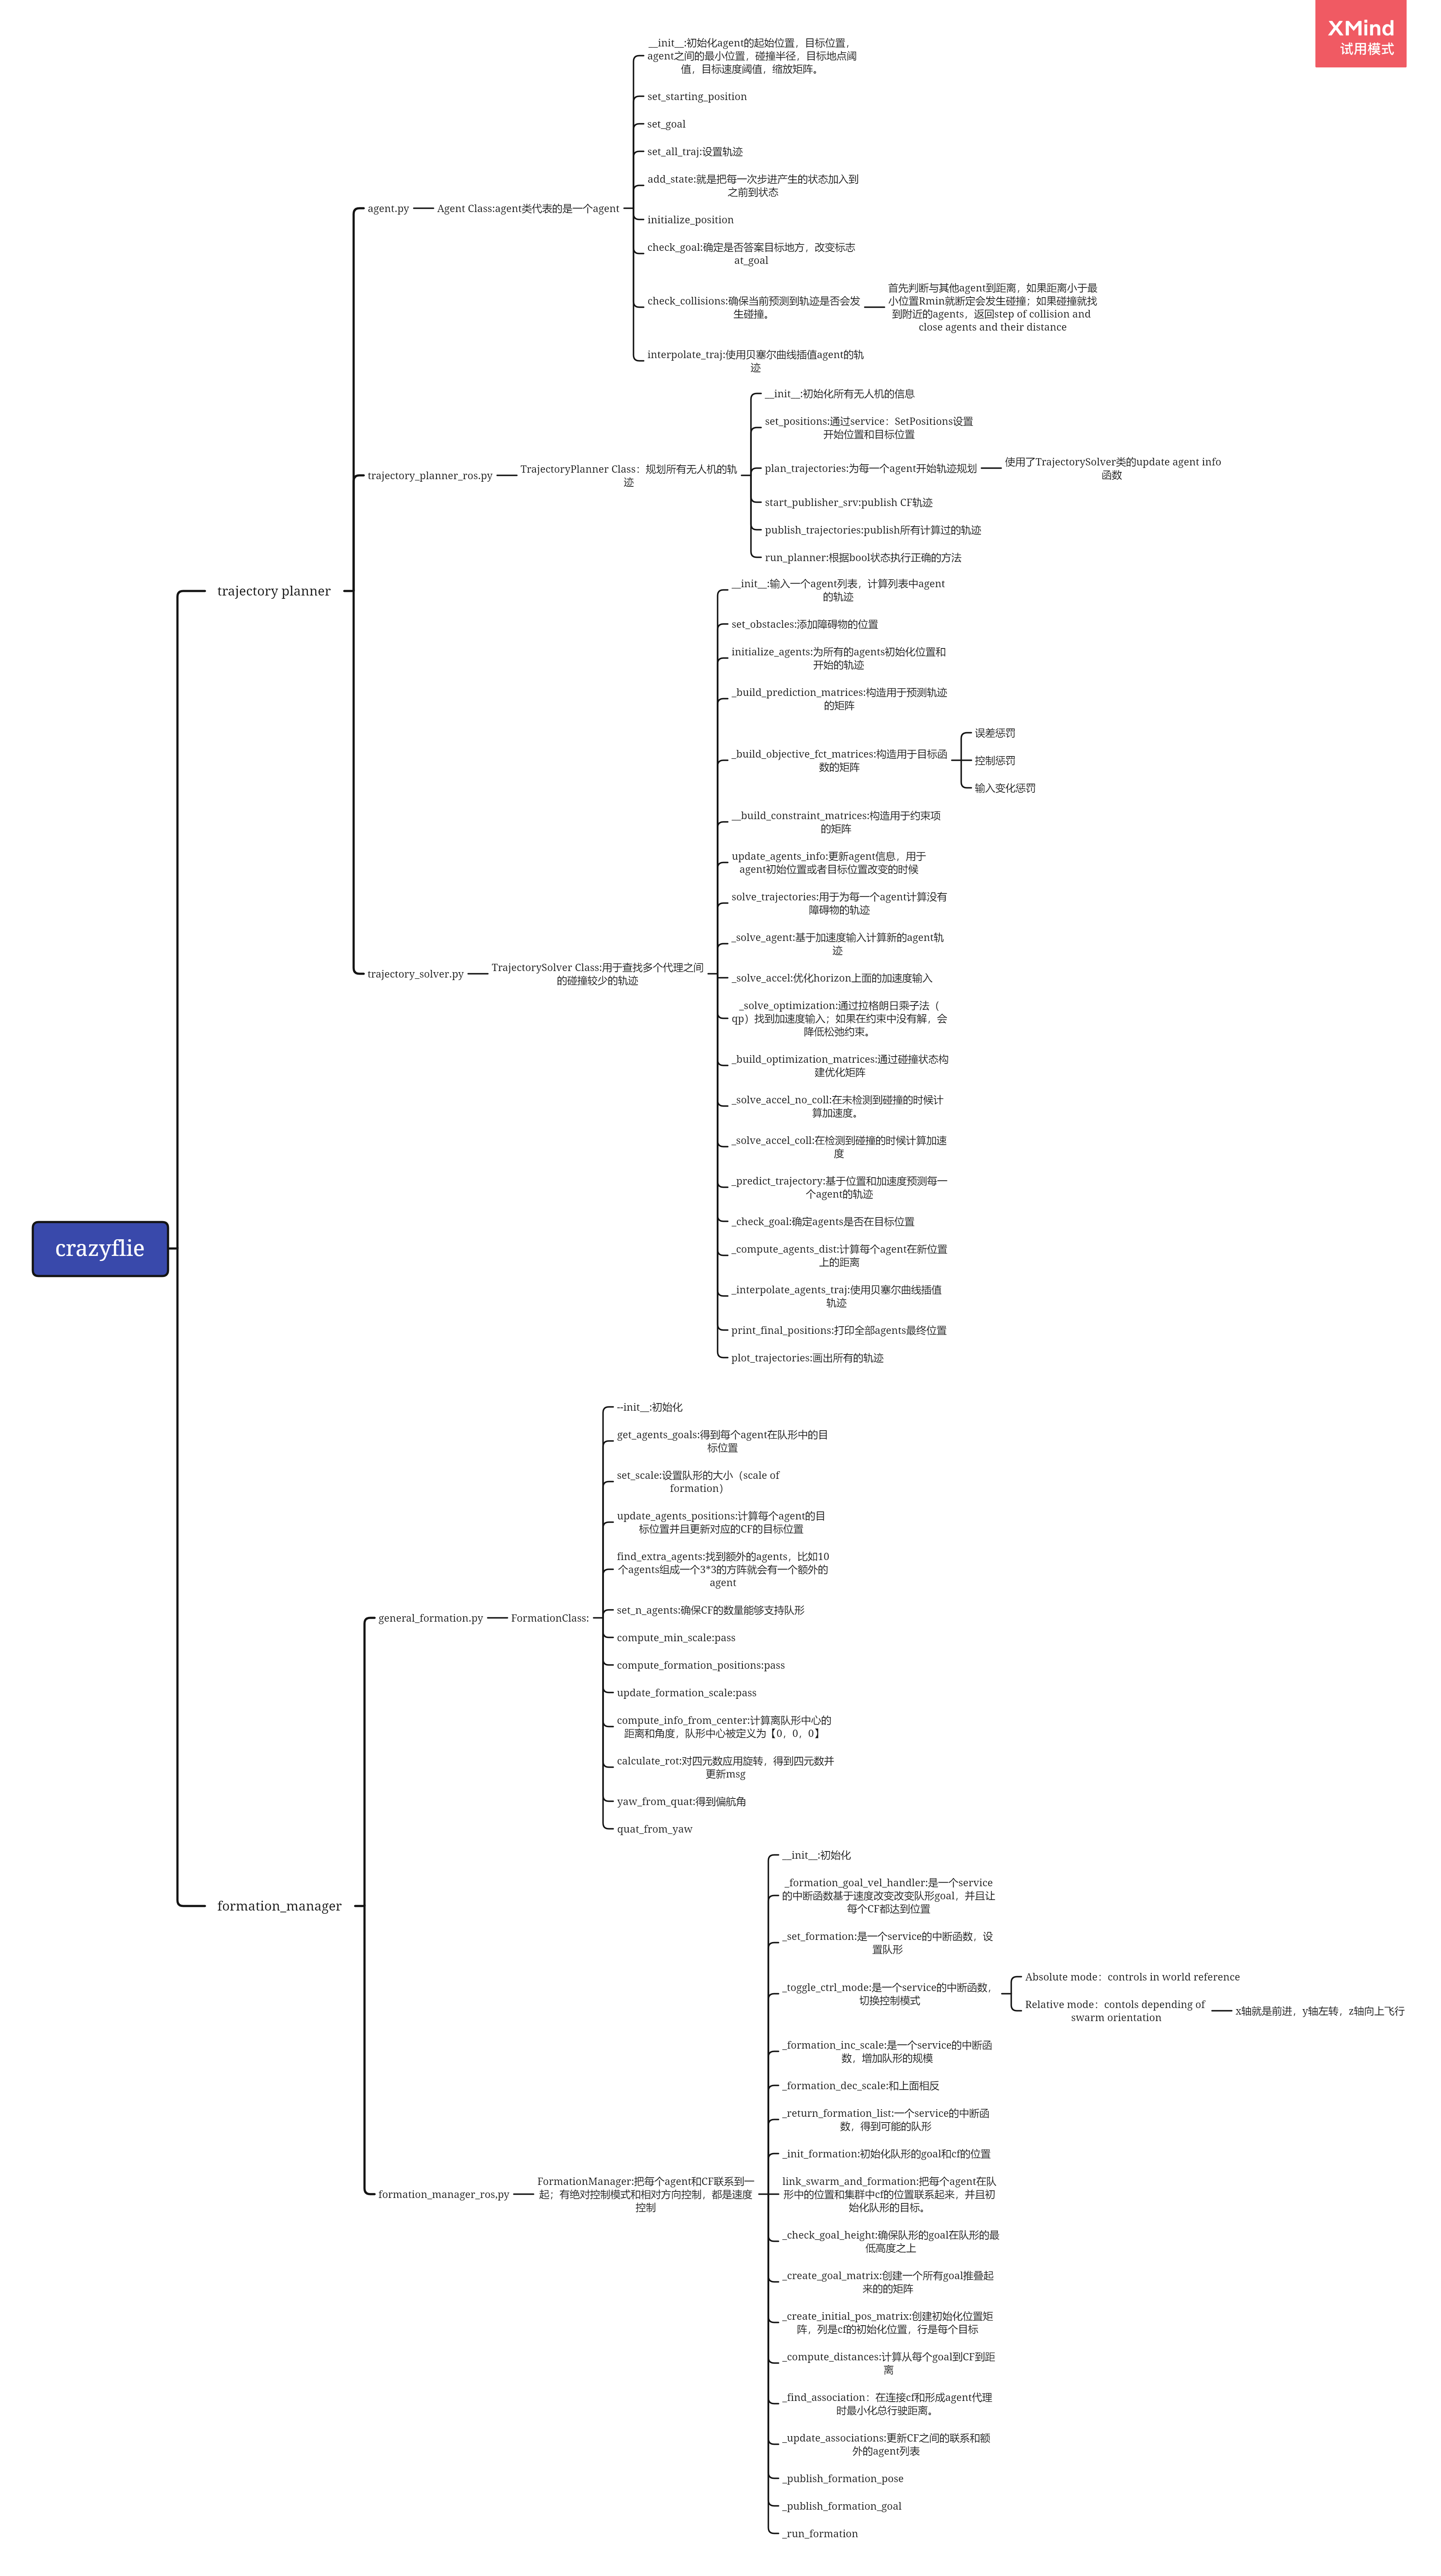 XMind
试用模式
__init__:初始化agent的起始位置，目标位置，
agent之间的最小位置，碰撞半径，目标地点阈
值，目标速度阈值，缩放矩阵。
set_starting_position
set_goal
set_all_traj:设置轨迹
add_state:就是把每一次步进产生的状态加入到
之前到状态
agent.py
Agent Class:agent类代表的是一个agent
initialize_position
check_goal:确定是否答案目标地方，改变标志
at_goal
check_collisions:确保当前预测到轨迹是否会发
生碰撞。
首先判断与其他agent到距离，如果距离小于最
小位置Rmin就断定会发生碰撞；如果碰撞就找
到附近的agents，返回step of collision and
close agents and their distance
interpolate_traj:使用贝塞尔曲线插值agent的轨
迹
__init__:初始化所有无人机的信息
set_positions:通过service：SetPositions设置
开始位置和目标位置
trajectory_planner_ros.py
TrajectoryPlanner Class：规划所有无人机的轨
迹
plan_trajectories:为每一个agent开始轨迹规划
使用了TrajectorySolver类的update agent info
函数
start_publisher_srv:publish CF轨迹
publish_trajectories:publish所有计算过的轨迹
run_planner:根据bool状态执行正确的方法
trajectory planner
__init__:输入一个agent列表，计算列表中agent
的轨迹
set_obstacles:添加障碍物的位置
initialize_agents:为所有的agents初始化位置和
开始的轨迹
_build_prediction_matrices:构造用于预测轨迹
的矩阵
_build_objective_fct_matrices:构造用于目标函
数的矩阵
误差惩罚
控制惩罚
输入变化惩罚
__build_constraint_matrices:构造用于约束项
的矩阵
update_agents_info:更新agent信息，用于
agent初始位置或者目标位置改变的时候
solve_trajectories:用于为每一个agent计算没有
障碍物的轨迹
_solve_agent:基于加速度输入计算新的agent轨
迹
trajectory_solver.py
TrajectorySolver Class:用于查找多个代理之间
的碰撞较少的轨迹
_solve_accel:优化horizon上面的加速度输入
_solve_optimization:通过拉格朗日乘子法（
qp）找到加速度输入；如果在约束中没有解，会
降低松弛约束。
_build_optimization_matrices:通过碰撞状态构
建优化矩阵
_solve_accel_no_coll:在未检测到碰撞的时候计
算加速度。
_solve_accel_coll:在检测到碰撞的时候计算加速
度
_predict_trajectory:基于位置和加速度预测每一
个agent的轨迹
_check_goal:确定agents是否在目标位置
_compute_agents_dist:计算每个agent在新位置
上的距离
_interpolate_agents_traj:使用贝塞尔曲线插值
轨迹
print_final_positions:打印全部agents最终位置
plot_trajectories:画出所有的轨迹
crazyflie
--init__:初始化
get_agents_goals:得到每个agent在队形中的目
标位置
set_scale:设置队形的大小（scale of
formation）
update_agents_positions:计算每个agent的目
标位置并且更新对应的CF的目标位置
find_extra_agents:找到额外的agents，比如10
个agents组成一个3*3的方阵就会有一个额外的
agent
general_formation.py
FormationClass:
set_n_agents:确保CF的数量能够支持队形
compute_min_scale:pass
compute_formation_positions:pass
update_formation_scale:pass
compute_info_from_center:计算离队形中心的
距离和角度，队形中心被定义为【0，0，0】
calculate_rot:对四元数应用旋转，得到四元数并
更新msg
yaw_from_quat:得到偏航角
quat_from_yaw
formation_manager
__init__:初始化
_formation_goal_vel_handler:是一个service
的中断函数基于速度改变改变队形goal，并且让
每个CF都达到位置
_set_formation:是一个service的中断函数，设
置队形
_toggle_ctrl_mode:是一个service的中断函数，
切换控制模式
Absolute mode：controls in world reference
Relative mode：contols depending of
swarm orientation
x轴就是前进，y轴左转，z轴向上飞行
_formation_inc_scale:是一个service的中断函
数，增加队形的规模
_formation_dec_scale:和上面相反
_return_formation_list:一个service的中断函
数，得到可能的队形
_init_formation:初始化队形的goal和cf的位置
formation_manager_ros,py
FormationManager:把每个agent和CF联系到一
起；有绝对控制模式和相对方向控制，都是速度
控制
link_swarm_and_formation:把每个agent在队
形中的位置和集群中cf的位置联系起来，并且初
始化队形的目标。
_check_goal_height:确保队形的goal在队形的最
低高度之上
_create_goal_matrix:创建一个所有goal推叠起
来的的矩阵
_create_initial_pos_matrix:创建初始化位置矩
阵，列是cf的初始化位置，行是每个目标
_compute_distances:计算从每个goal到CF到距
离
_find_association：在连接cf和形成agent代理
时最小化总行驶距离。
_update_associations:更新CF之间的联系和额
外的agent列表
_publish_formation_pose
_publish_formation_goal
_run_formation